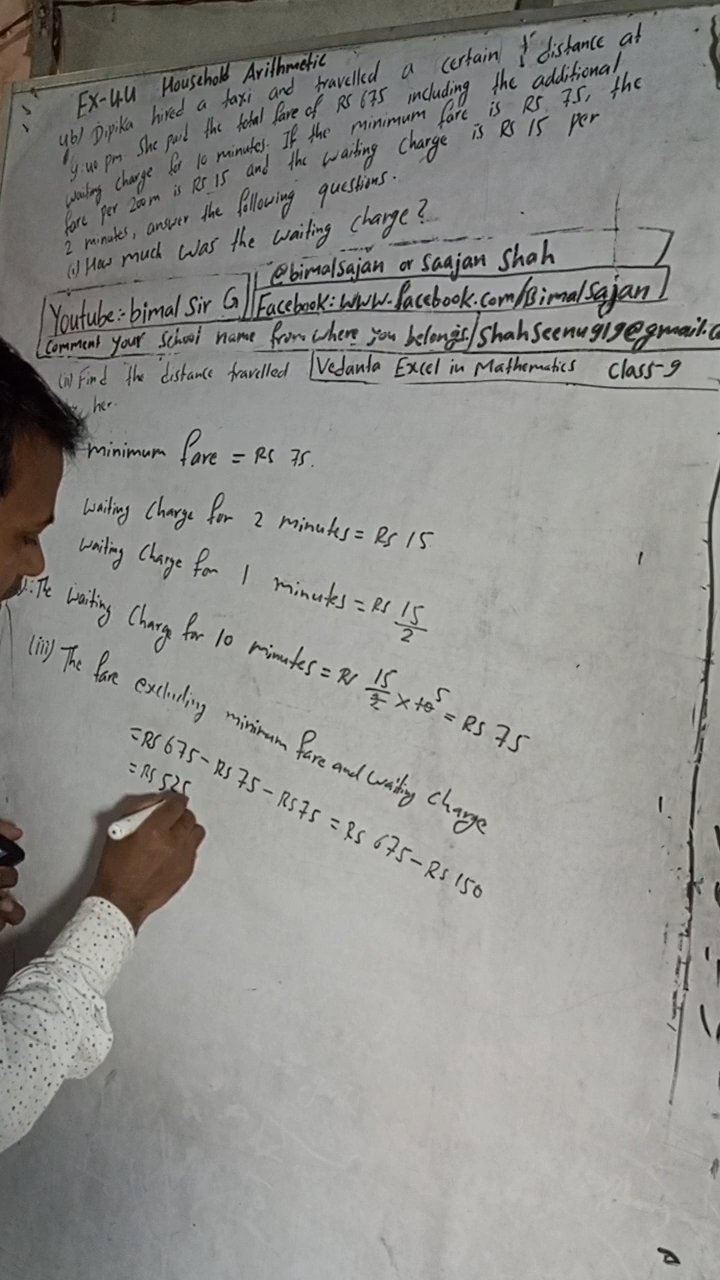 Ex-4.4 Household Arithmetic
4b) Dipika hired a taxi and travelled a certain distance at
4:40 pm. She paid the total fare of RS 675 including the additional
waiting charge for 10 minutes. If the minimum fare is RS 75, the
fare per 200m is RS 15 and the waiting charge is RS 15 per
2 minutes, answer the following questions.
(i) How much was the waiting charge?
@bimalsajan or Saajan Shah
Youtube:- bimal Sir G
Facebook: WWW.facebook.com/Bimalsajan
Comment your school name from where you belongs/Shahseenu919@gmail.c
(ii) Find the distance travelled
her.
Vedanta Excel in Mathematics Class-9
minimum fare = RS 75.
waiting charge for 2 minutes = RS 15
waiting charge for 1 minutes = RS 15/2
The waiting charge for 10 minutes = RS 15/2 × 10 5 = RS 75
(iii) The fare excluding minimum fare and waiting charge
= RS 675 - RS 75 - RS 75 = RS 675 - RS 150
= RS 525